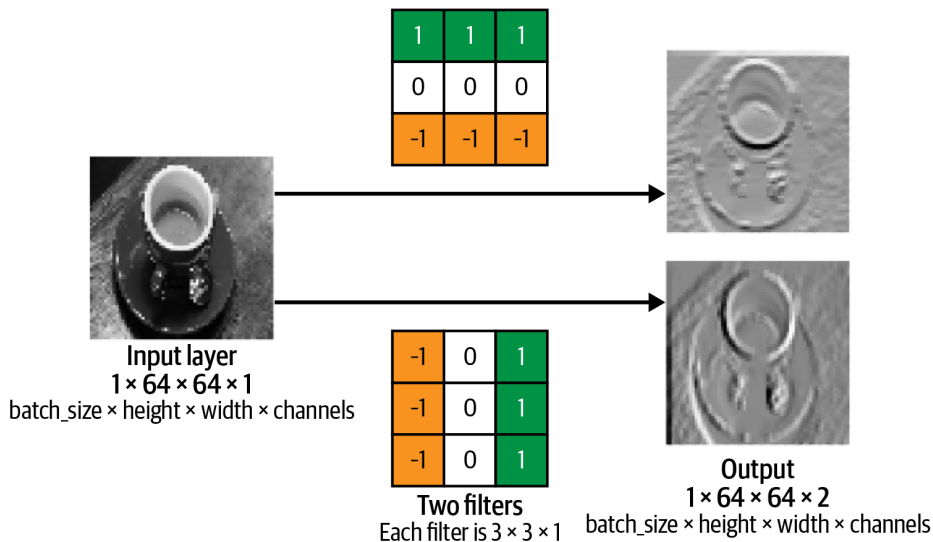 1 1 1
0 0 0
-1 -1 -1
Input layer
1 × 64 × 64 × 1
batch_size × height × width × channels
-1 0 1
-1 0 1
-1 0 1
Two filters
Each filter is 3 × 3 × 1
Output
1 × 64 × 64 × 2
batch_size × height × width × channels